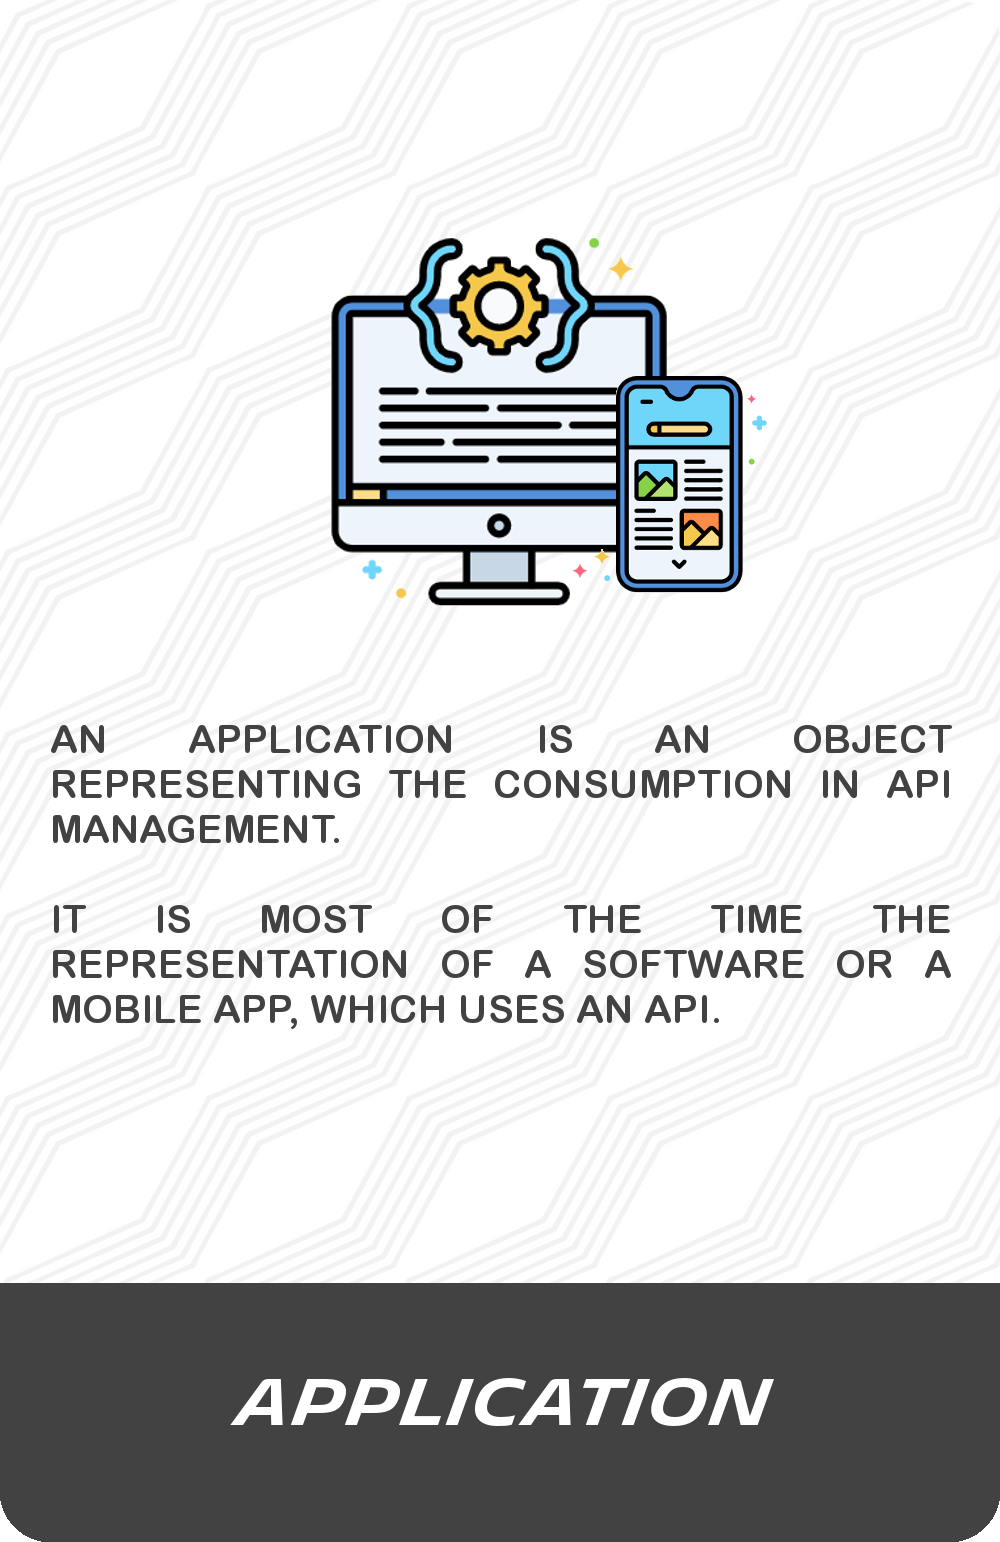 AN APPLICATION IS AN OBJECT
REPRESENTING THE CONSUMPTION IN API
MANAGEMENT.
IT IS MOST OF THE TIME THE
REPRESENTATION OF A SOFTWARE OR A
MOBILE APP, WHICH USES AN API.
APPLICATION